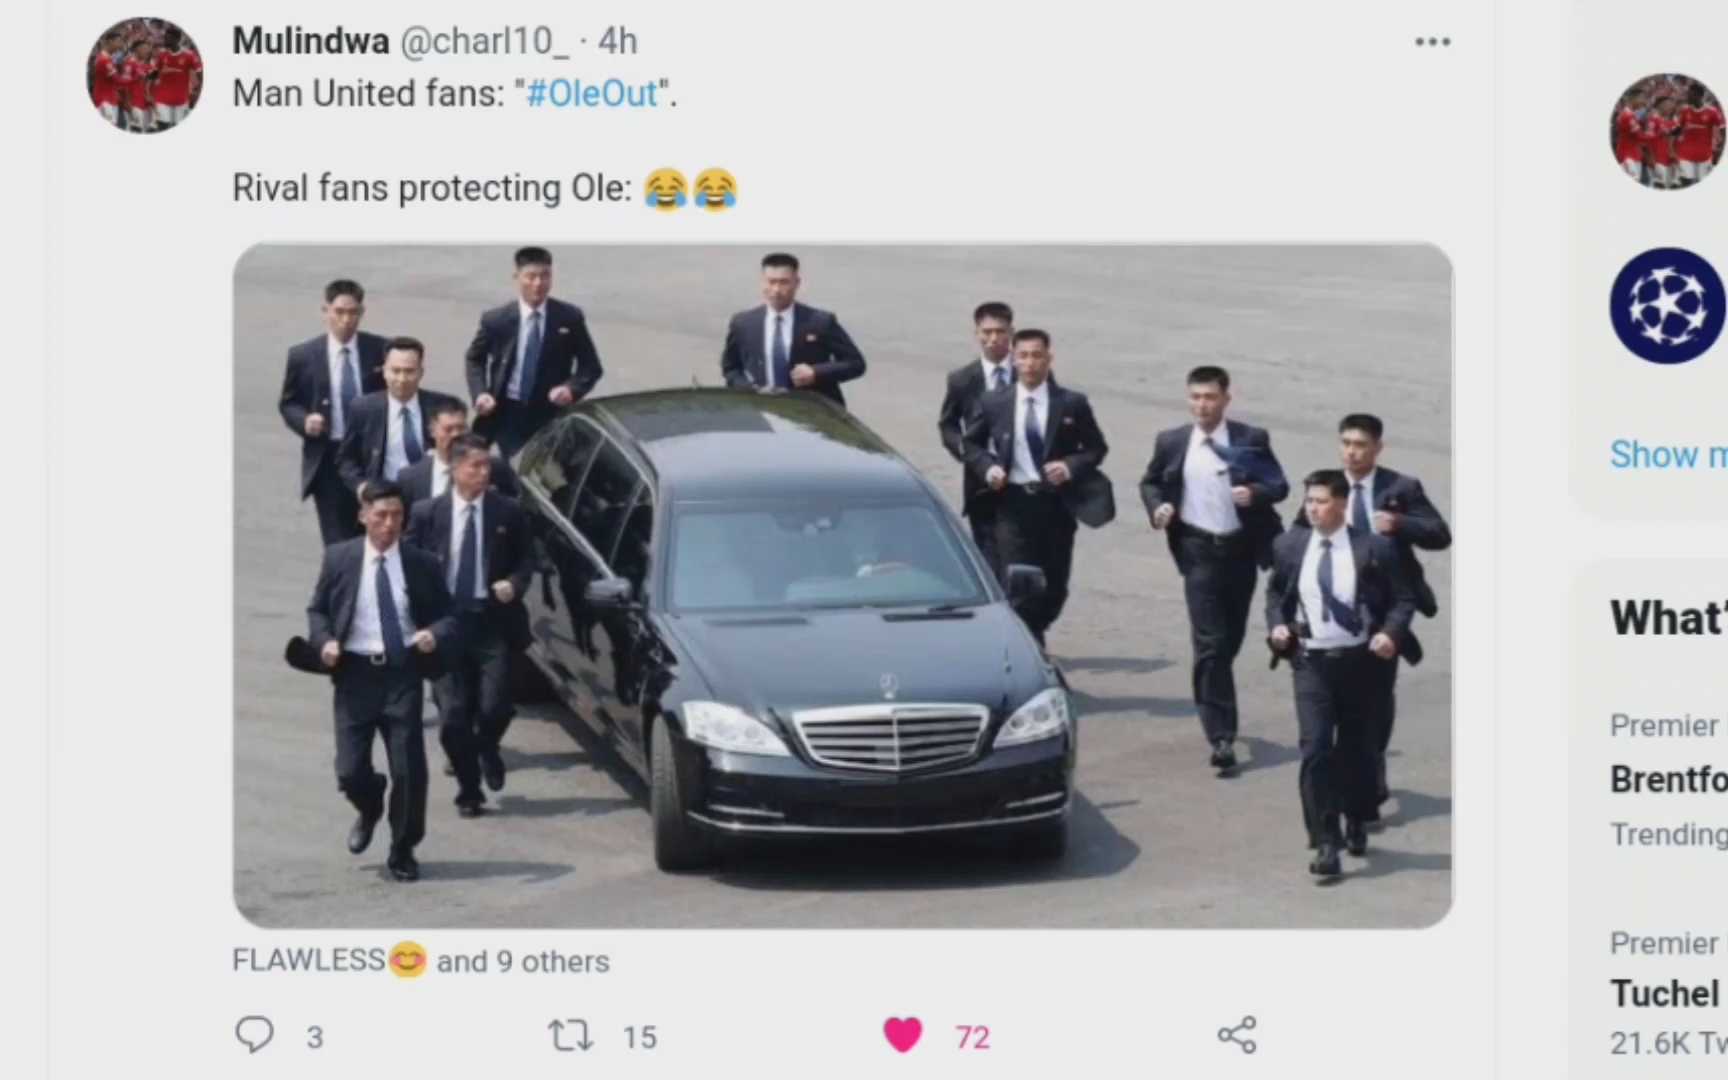 Mulindwa @charl10_ · 4h
Man United fans: "#OleOut".
Rival fans protecting Ole: 😂😂
FLAWLESS😊 and 9 others
3 15 72
Show m
What'
Premier
Brentfo
Trending
Premier
Tuchel
21.6K Tw